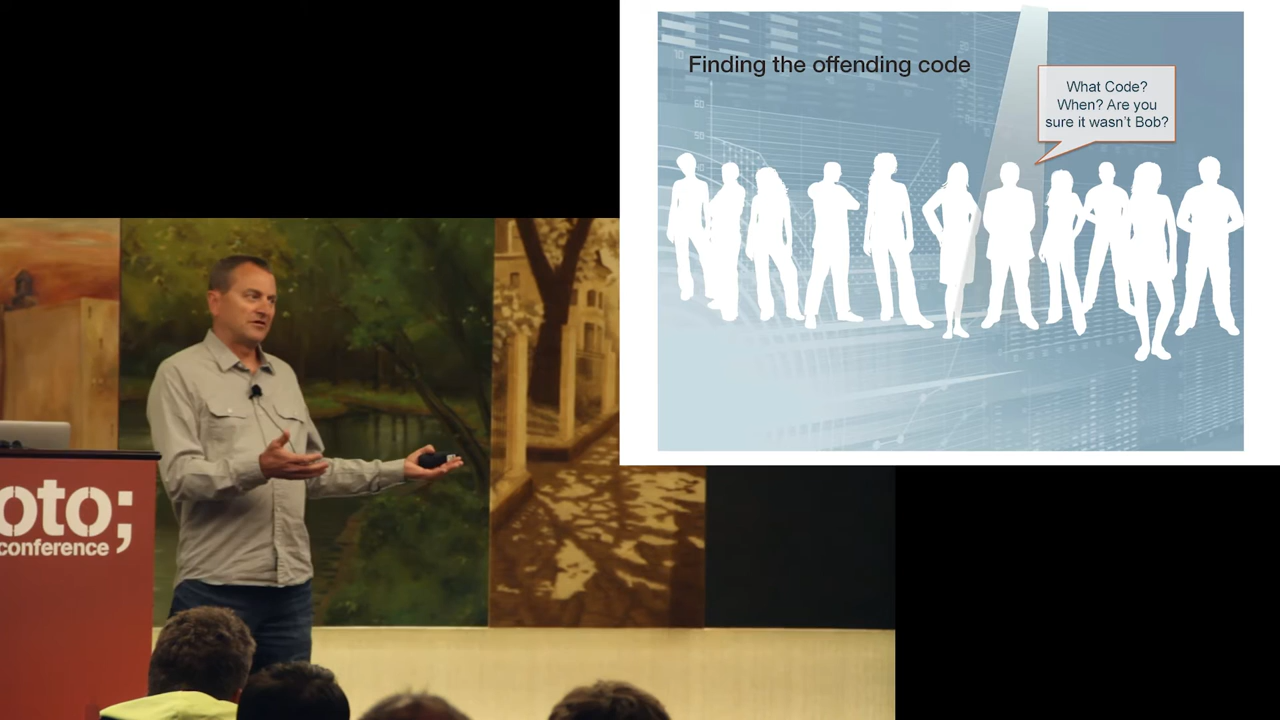 Finding the offending code
What Code?
When? Are you
sure it wasn't Bob?
oto;
conference